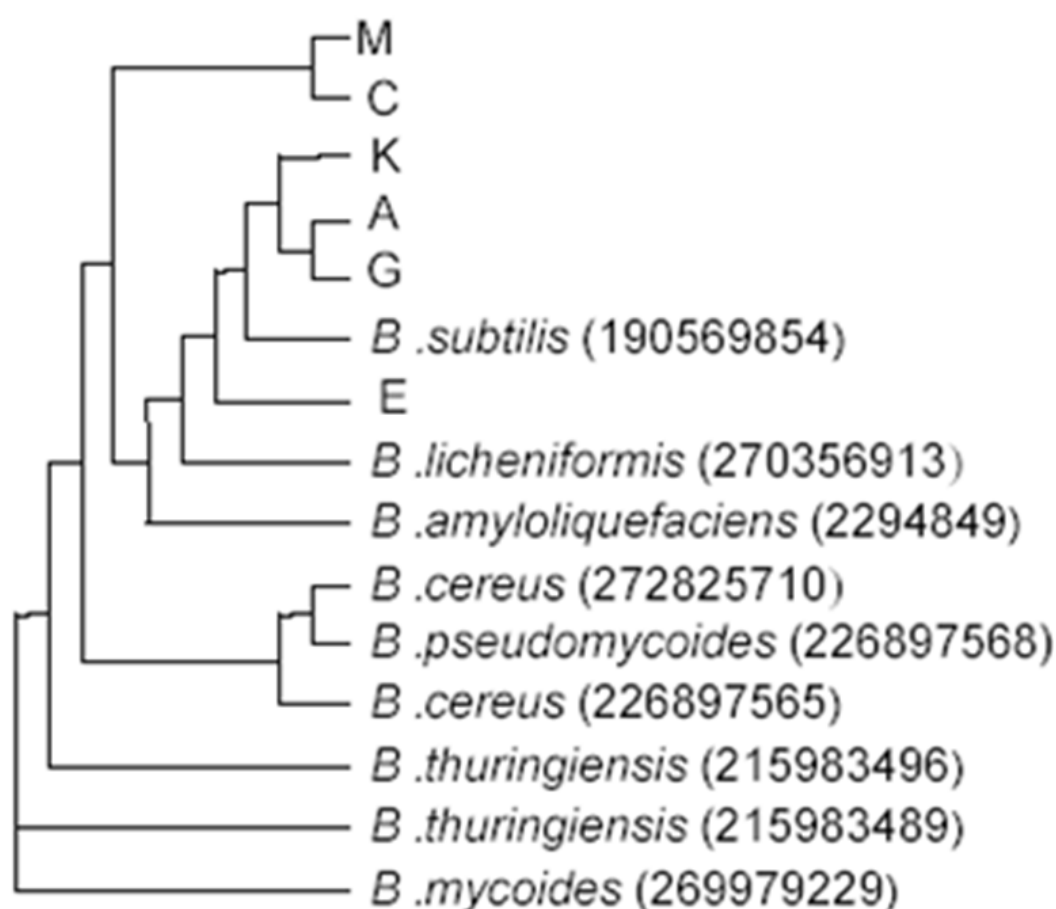 M
C
K
A
G
B .subtilis (190569854)
E
B .licheniformis (270356913)
B .amyloliquefaciens (2294849)
B .cereus (272825710)
B .pseudomycoides (226897568)
B .cereus (226897565)
B .thuringiensis (215983496)
B .thuringiensis (215983489)
B .mycoides (269979229)